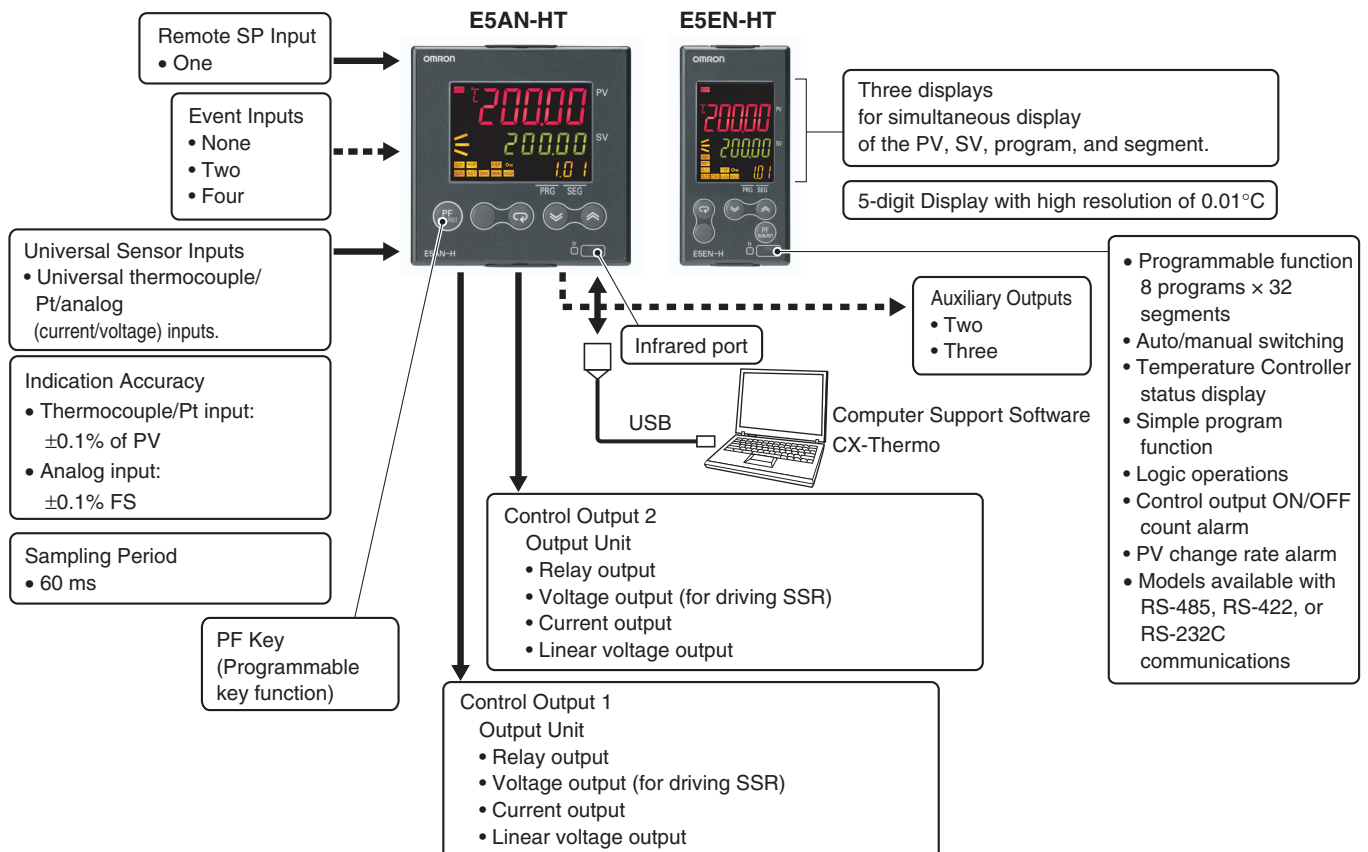 E5AN-HT
E5EN-HT
Remote SP Input
• One
Event Inputs
• None
• Two
• Four
Universal Sensor Inputs
• Universal thermocouple/
Pt/analog
(current/voltage) inputs.
Indication Accuracy
• Thermocouple/Pt input:
±0.1% of PV
• Analog input:
±0.1% FS
Sampling Period
• 60 ms
PF Key
(Programmable
key function)
OMRON
℃ 200.00 PV
200.00 SV
1.01
PRG SEG
PF
E5AN-H
Ir
OMRON
℃ 200.00 PV
200.00 SV
1.01
PRG SEG
PF
RUN/RST
Ir
E5EN-H
Three displays
for simultaneous display
of the PV, SV, program, and segment.
5-digit Display with high resolution of 0.01°C
• Programmable function
8 programs × 32
segments
• Auto/manual switching
• Temperature Controller
status display
• Simple program
function
• Logic operations
• Control output ON/OFF
count alarm
• PV change rate alarm
• Models available with
RS-485, RS-422, or
RS-232C
communications
Auxiliary Outputs
• Two
• Three
Infrared port
USB
Computer Support Software
CX-Thermo
Control Output 2
Output Unit
• Relay output
• Voltage output (for driving SSR)
• Current output
• Linear voltage output
Control Output 1
Output Unit
• Relay output
• Voltage output (for driving SSR)
• Current output
• Linear voltage output